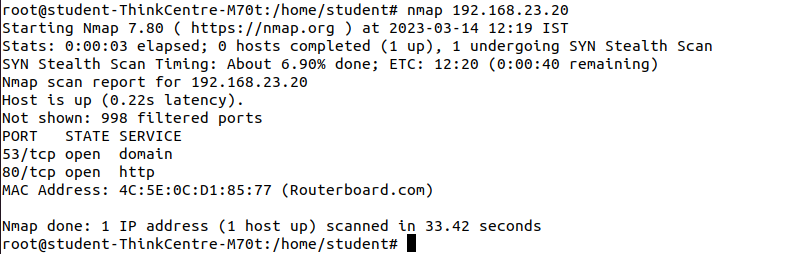 root@student-ThinkCentre-M70t:/home/student# nmap 192.168.23.20
Starting Nmap 7.80 ( https://nmap.org ) at 2023-03-14 12:19 IST
Stats: 0:00:03 elapsed; 0 hosts completed (1 up), 1 undergoing SYN Stealth Scan
SYN Stealth Scan Timing: About 6.90% done; ETC: 12:20 (0:00:40 remaining)
Nmap scan report for 192.168.23.20
Host is up (0.22s latency).
Not shown: 998 filtered ports
PORT   STATE SERVICE
53/tcp open  domain
80/tcp open  http
MAC Address: 4C:5E:0C:D1:85:77 (Routerboard.com)
Nmap done: 1 IP address (1 host up) scanned in 33.42 seconds
root@student-ThinkCentre-M70t:/home/student#